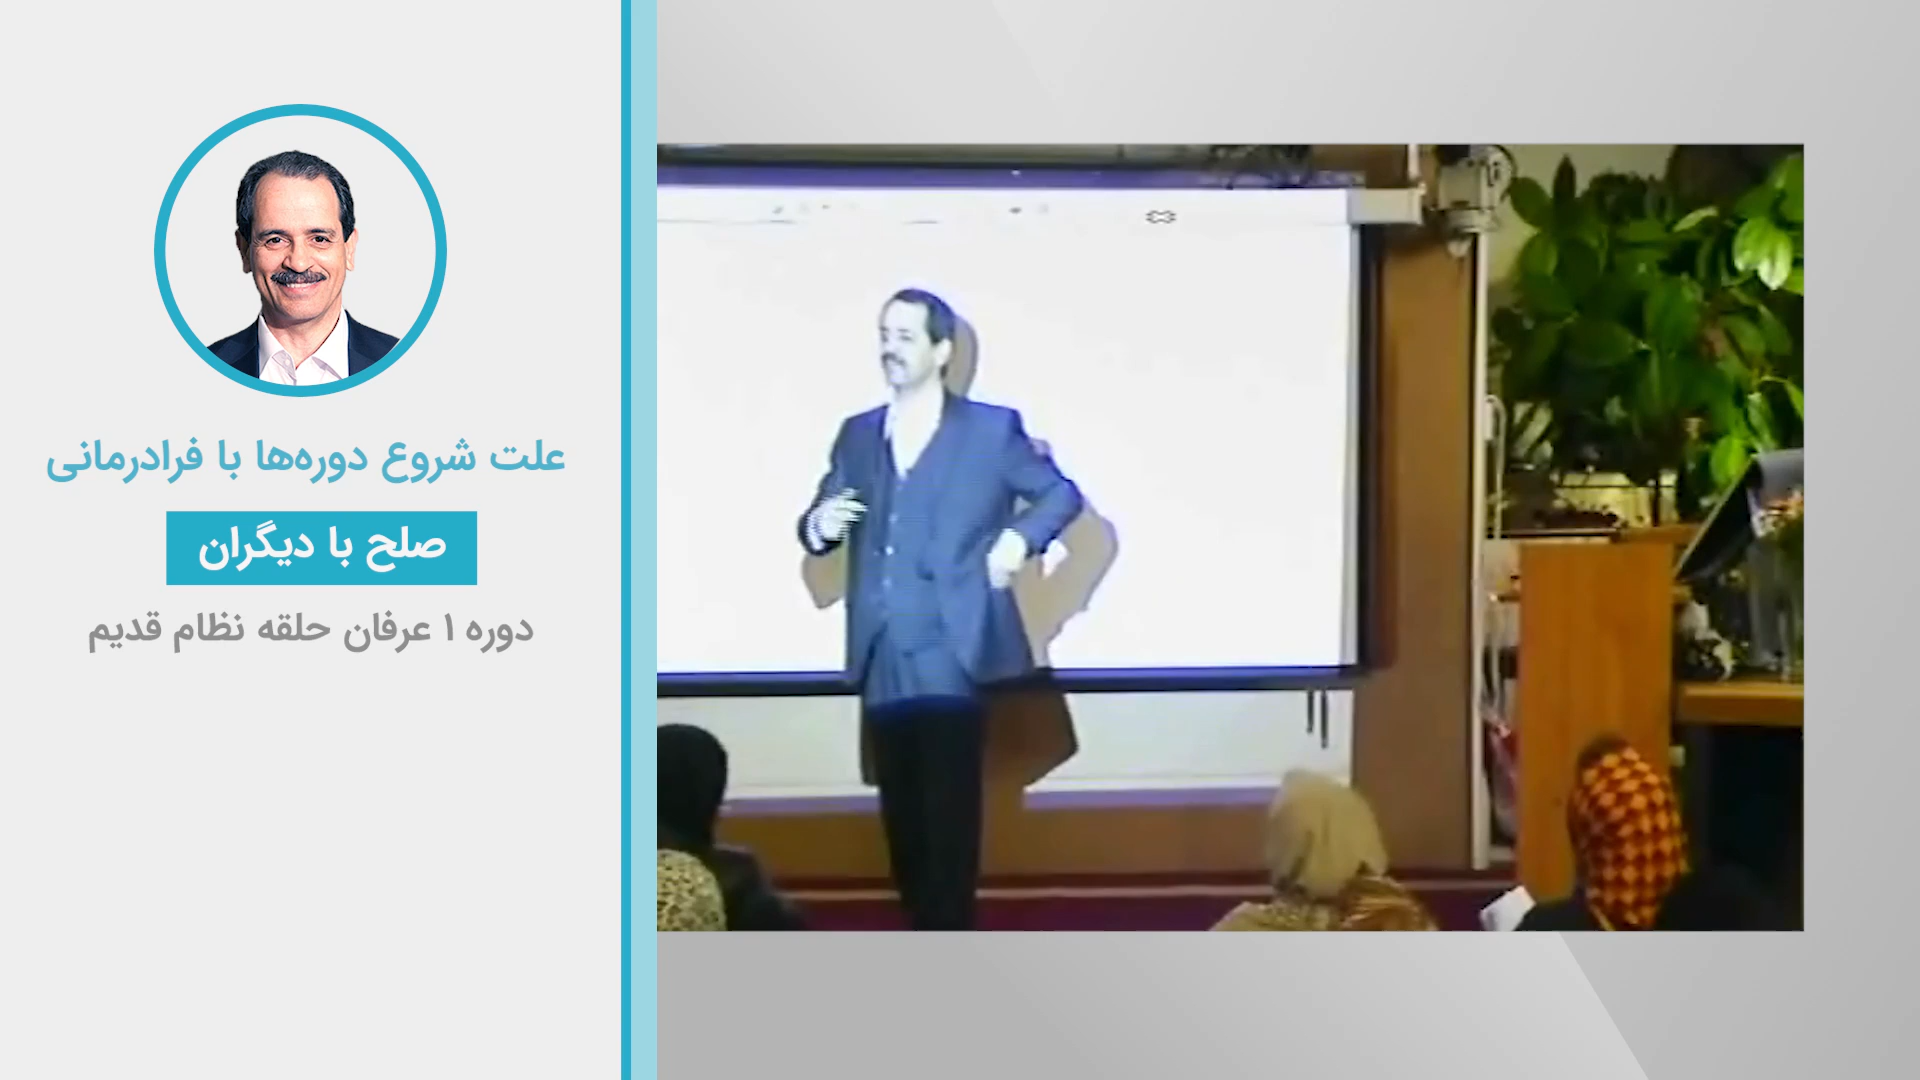 علت شروع دوره‌ها با فرادرمانی
صلح با دیگران
دوره ۱ عرفان حلقه نظام قدیم